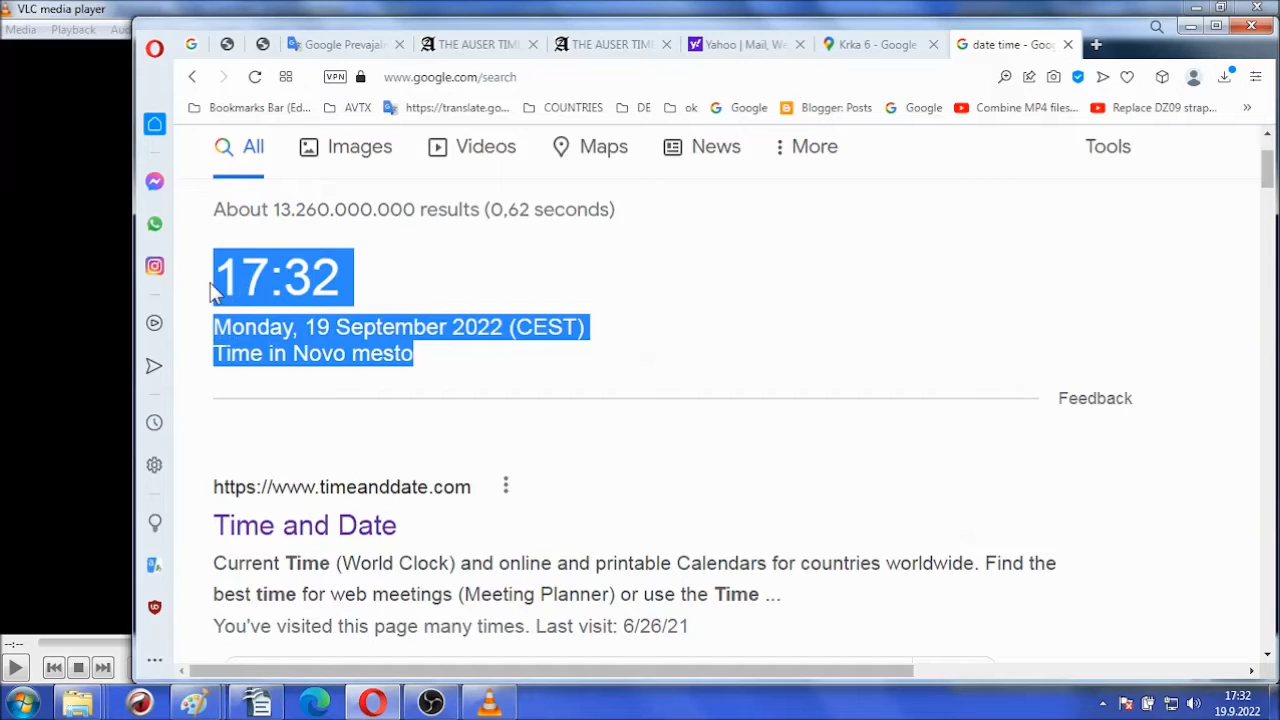 VLC media player
Media Playback Au
Google Prevajain
THE AUSER TIM
THE AUSER TIM
Yahoo | Mail, We
Krka 6 - Google
date time - Goo
VPN
www.google.com/search
Bookmarks Bar (Ed...
AVTX
https://translate.go...
COUNTRIES
DE
ok
Google
Blogger: Posts
Google
Combine MP4 files...
Replace DZ09 strap...
»
All
Images
Videos
Maps
News
More
Tools
About 13.260.000.000 results (0,62 seconds)
17:32
Monday, 19 September 2022 (CEST)
Time in Novo mesto
Feedback
https://www.timeanddate.com
Time and Date
Current Time (World Clock) and online and printable Calendars for countries worldwide. Find the
best time for web meetings (Meeting Planner) or use the Time ...
You've visited this page many times. Last visit: 6/26/21
--:--
17:32
19.9.2022